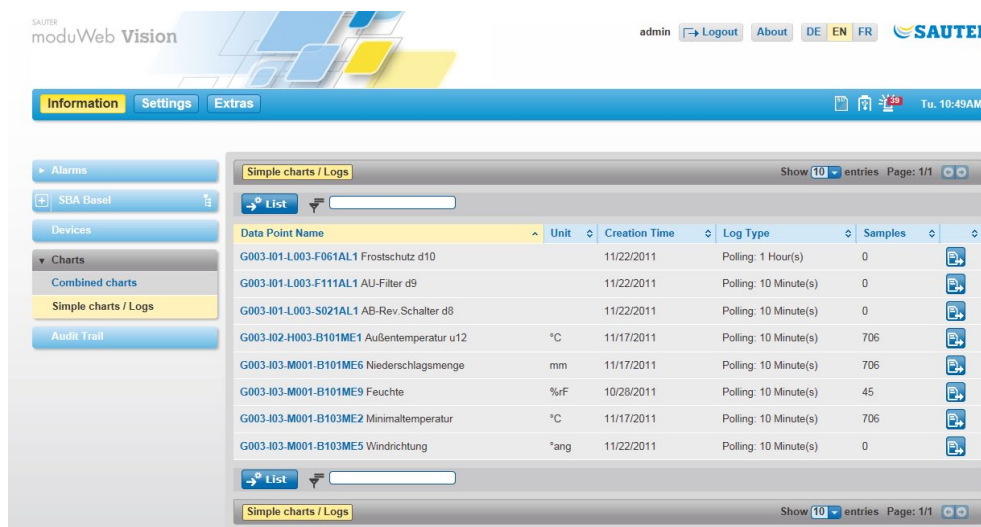 SAUTER
moduWeb Vision
admin Logout About DE EN FR SAUTER
Information Settings Extras 39 Tu. 10:49AM
Alarms
SBA Basel
Devices
Charts
Combined charts
Simple charts / Logs
Audit Trail
Simple charts / Logs Show 10 entries Page: 1/1
List
Data Point Name Unit Creation Time Log Type Samples
G003-I01-L003-F061AL1 Frostschutz d10 11/22/2011 Polling: 1 Hour(s) 0
G003-I01-L003-F111AL1 AU-Filter d9 11/22/2011 Polling: 10 Minute(s) 0
G003-I01-L003-S021AL1 AB-Rev.Schalter d8 11/22/2011 Polling: 10 Minute(s) 0
G003-I02-H003-B101ME1 Außentemperatur u12 °C 11/17/2011 Polling: 10 Minute(s) 706
G003-I03-M001-B101ME6 Niederschlagsmenge mm 11/17/2011 Polling: 10 Minute(s) 706
G003-I03-M001-B101ME9 Feuchte %rF 10/28/2011 Polling: 10 Minute(s) 45
G003-I03-M001-B103ME2 Minimaltemperatur °C 11/17/2011 Polling: 10 Minute(s) 706
G003-I03-M001-B103ME5 Windrichtung °ang 11/22/2011 Polling: 10 Minute(s) 0
List
Simple charts / Logs Show 10 entries Page: 1/1